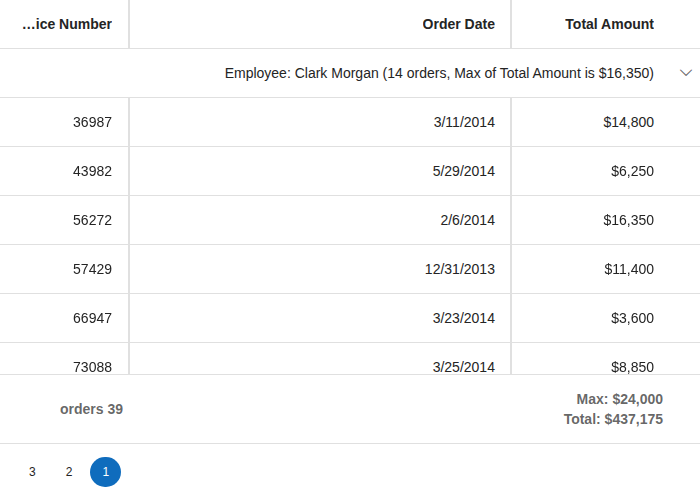 …ice Number Order Date Total Amount
Employee: Clark Morgan (14 orders, Max of Total Amount is $16,350)
36987 3/11/2014 $14,800
43982 5/29/2014 $6,250
56272 2/6/2014 $16,350
57429 12/31/2013 $11,400
66947 3/23/2014 $3,600
73088 3/25/2014 $8,850
orders 39 Max: $24,000
Total: $437,175
3 2 1